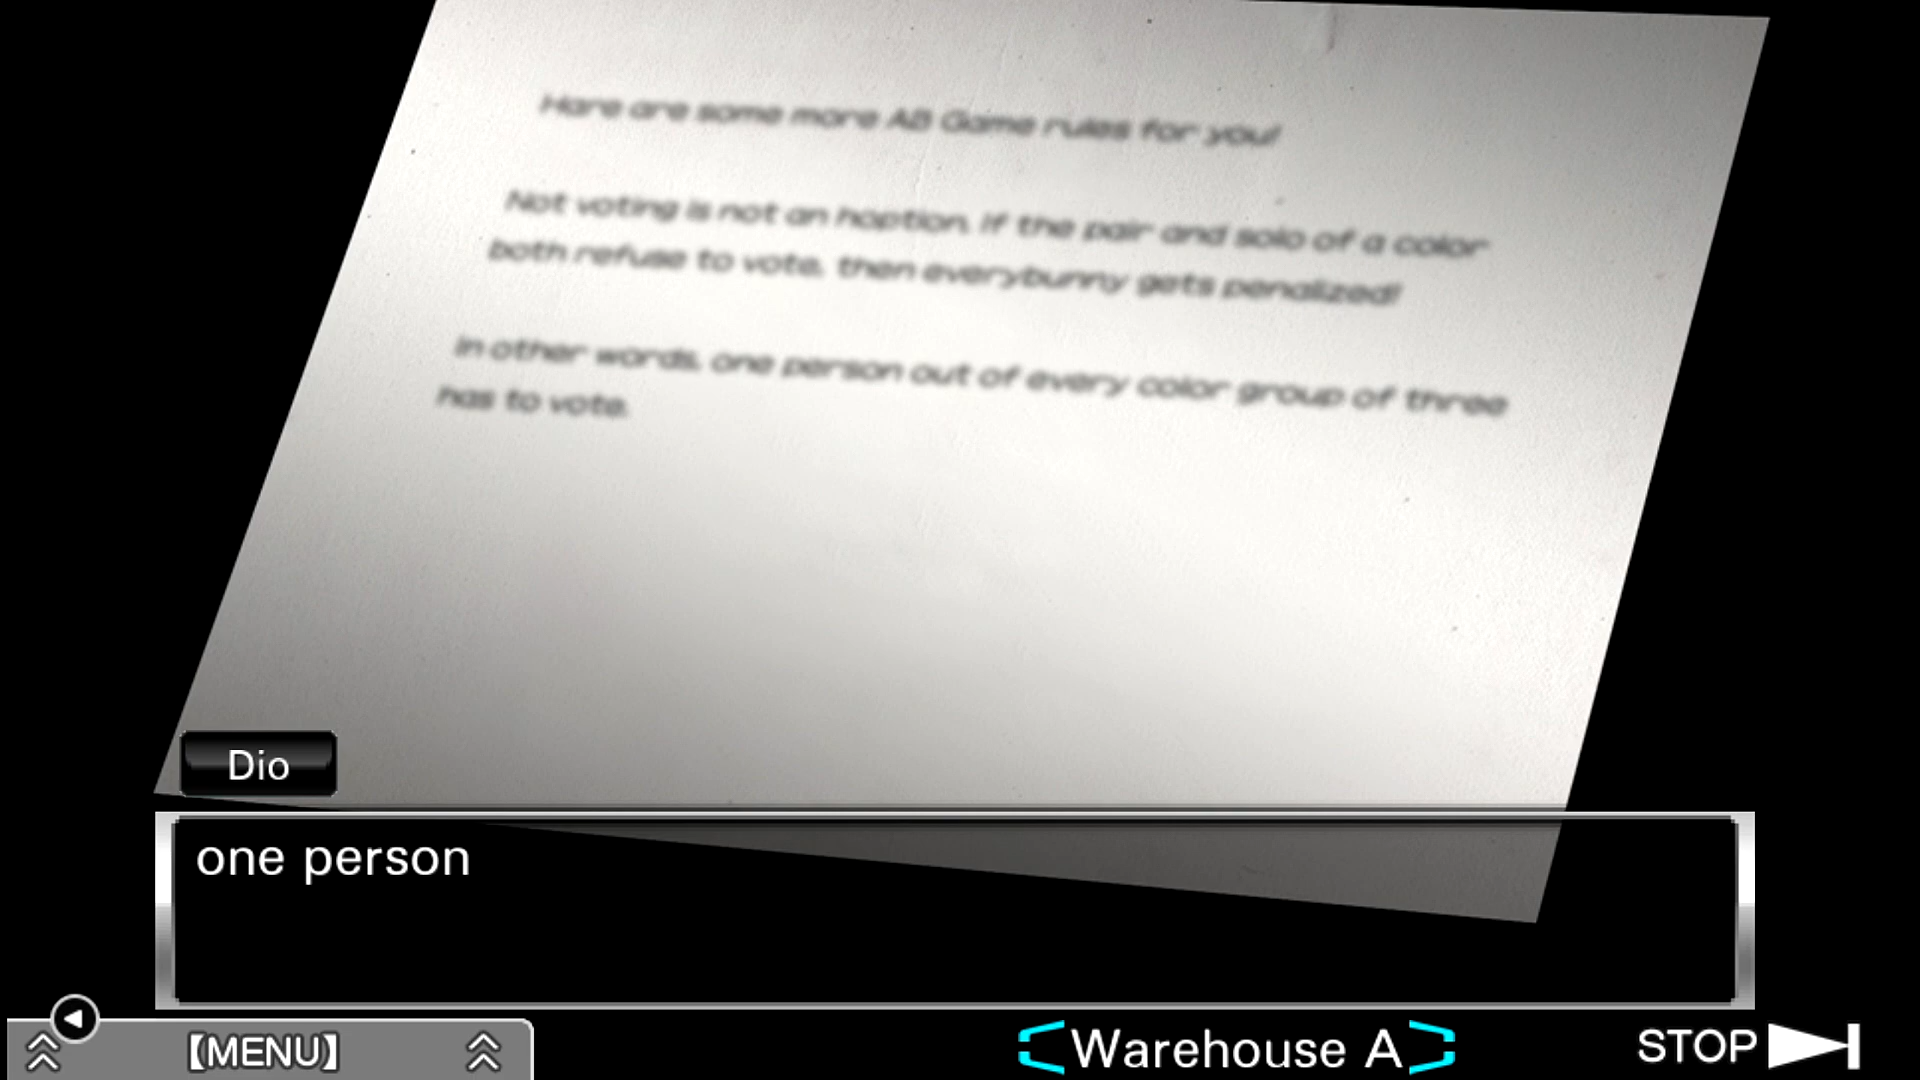 Hare are some more AB Game rules for you!
Not voting is not an hoption. If the pair and solo of a color
both refuse to vote, then everybunny gets penalized!
In other words, one person out of every color group of three
has to vote.
Dio
one person
【MENU】
Warehouse A
STOP